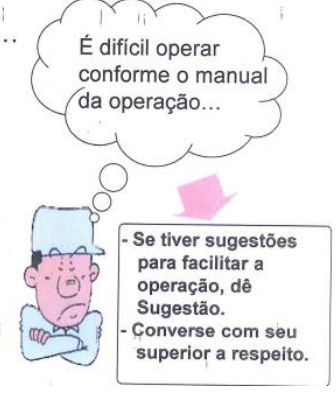 É difícil operar
conforme o manual
da operação...
- Se tiver sugestões
para facilitar a
operação, dê
Sugestão.
- Converse com seu
superior a respeito.